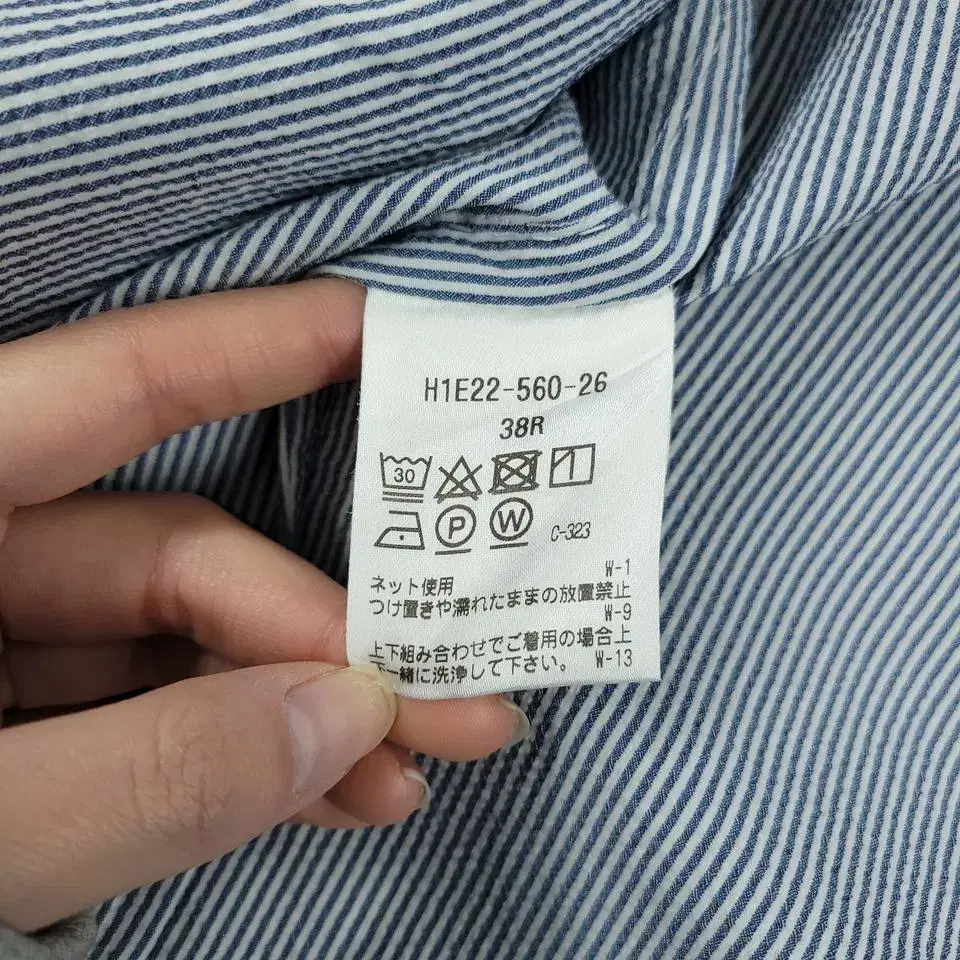 H1E22-560-26
38R
30
P W C-323
W-1
ネット使用
つけ置きや濡れたままの放置禁止
W-9
上下組み合わせでご着用の場合上
下一緒に洗浄して下さい。 W-13